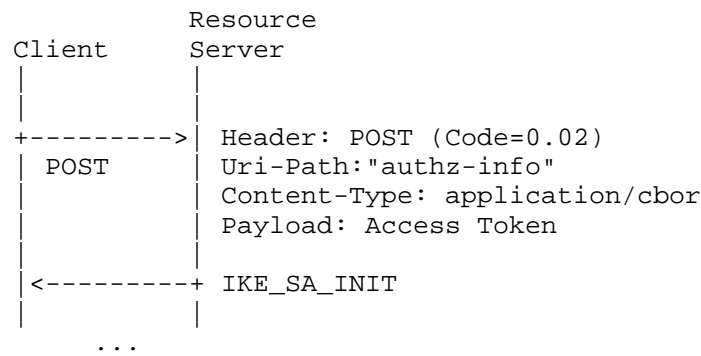 Resource
Client Server
Header: POST (Code=0.02)
POST Uri-Path:"authz-info"
Content-Type: application/cbor
Payload: Access Token
IKE_SA_INIT
...